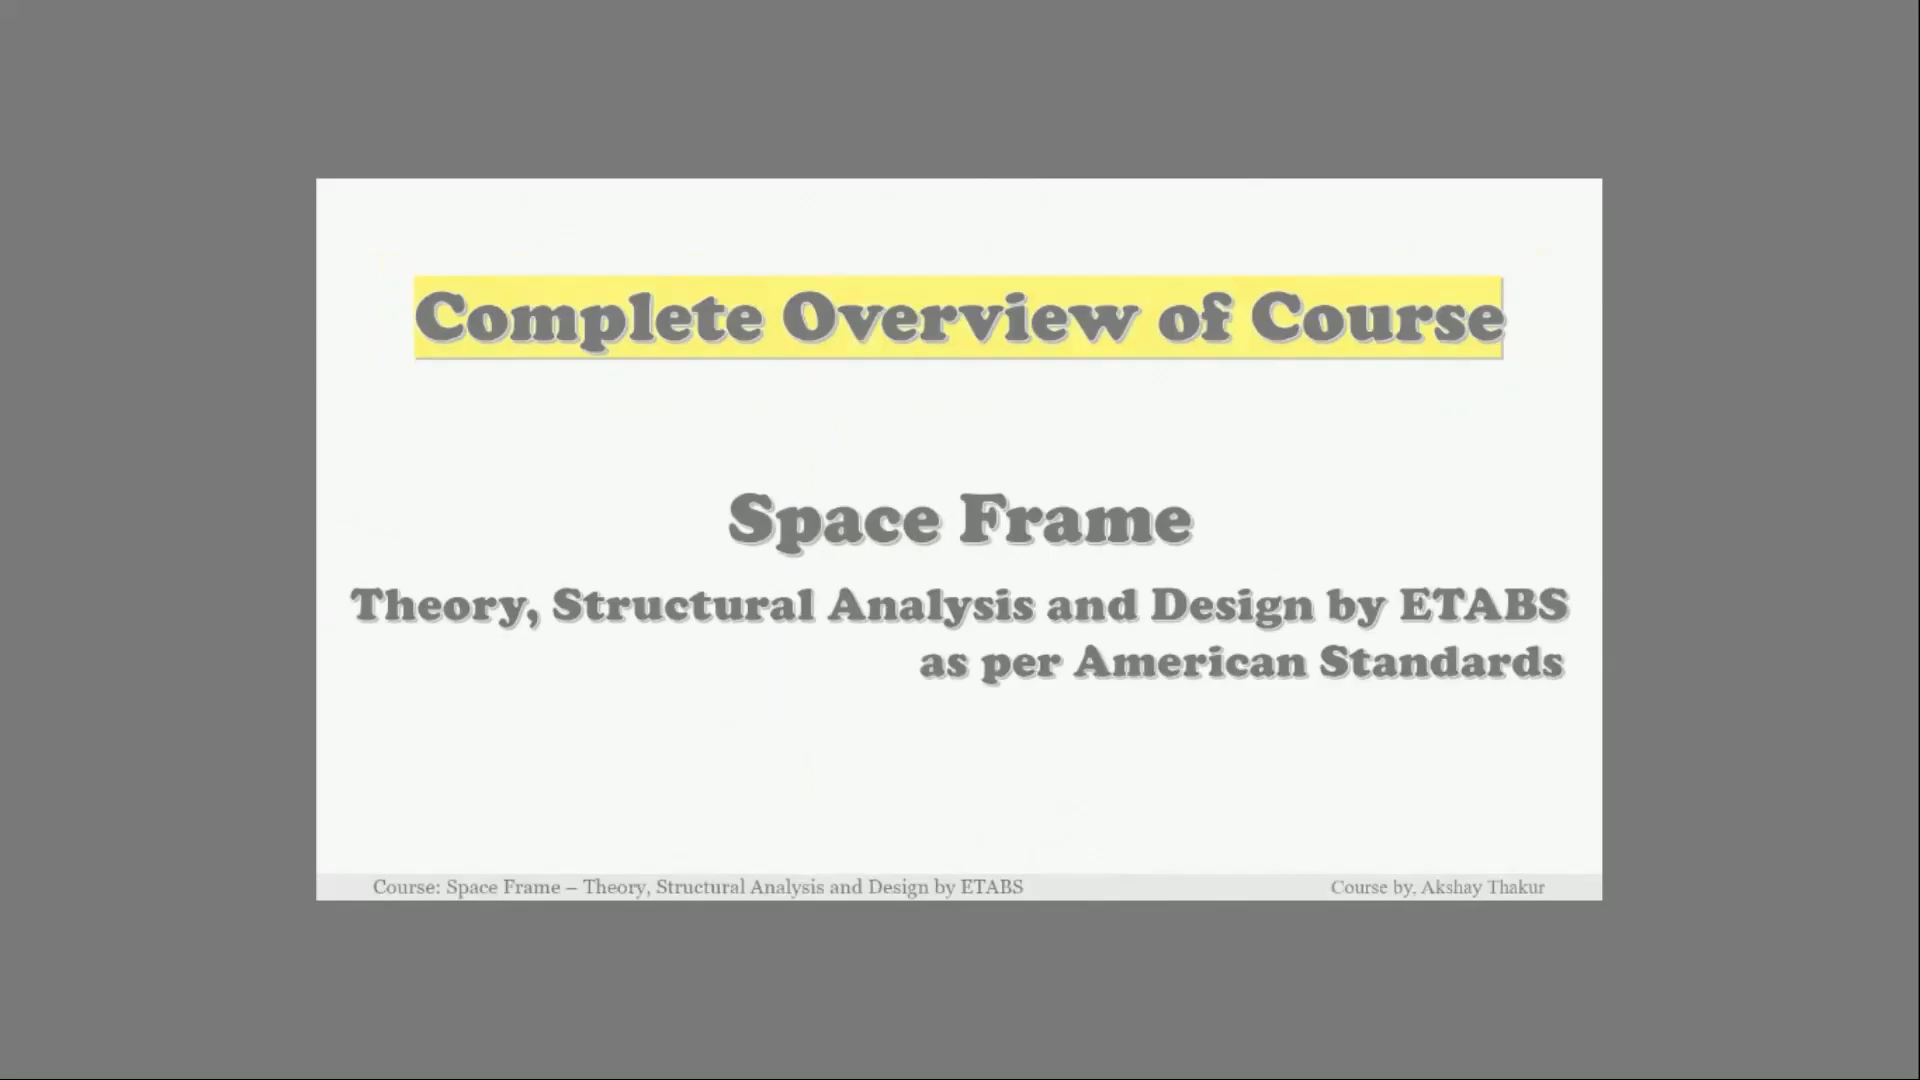 Complete Overview of Course
Space Frame
Theory, Structural Analysis and Design by ETABS
as per American Standards
Course: Space Frame – Theory, Structural Analysis and Design by ETABS
Course by, Akshay Thakur